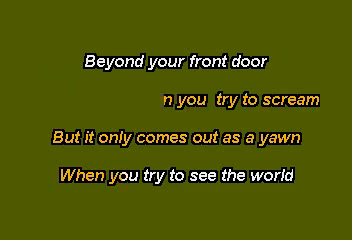 Beyond your front door
n you try to scream
But it only comes out as a yawn
When you try to see the world